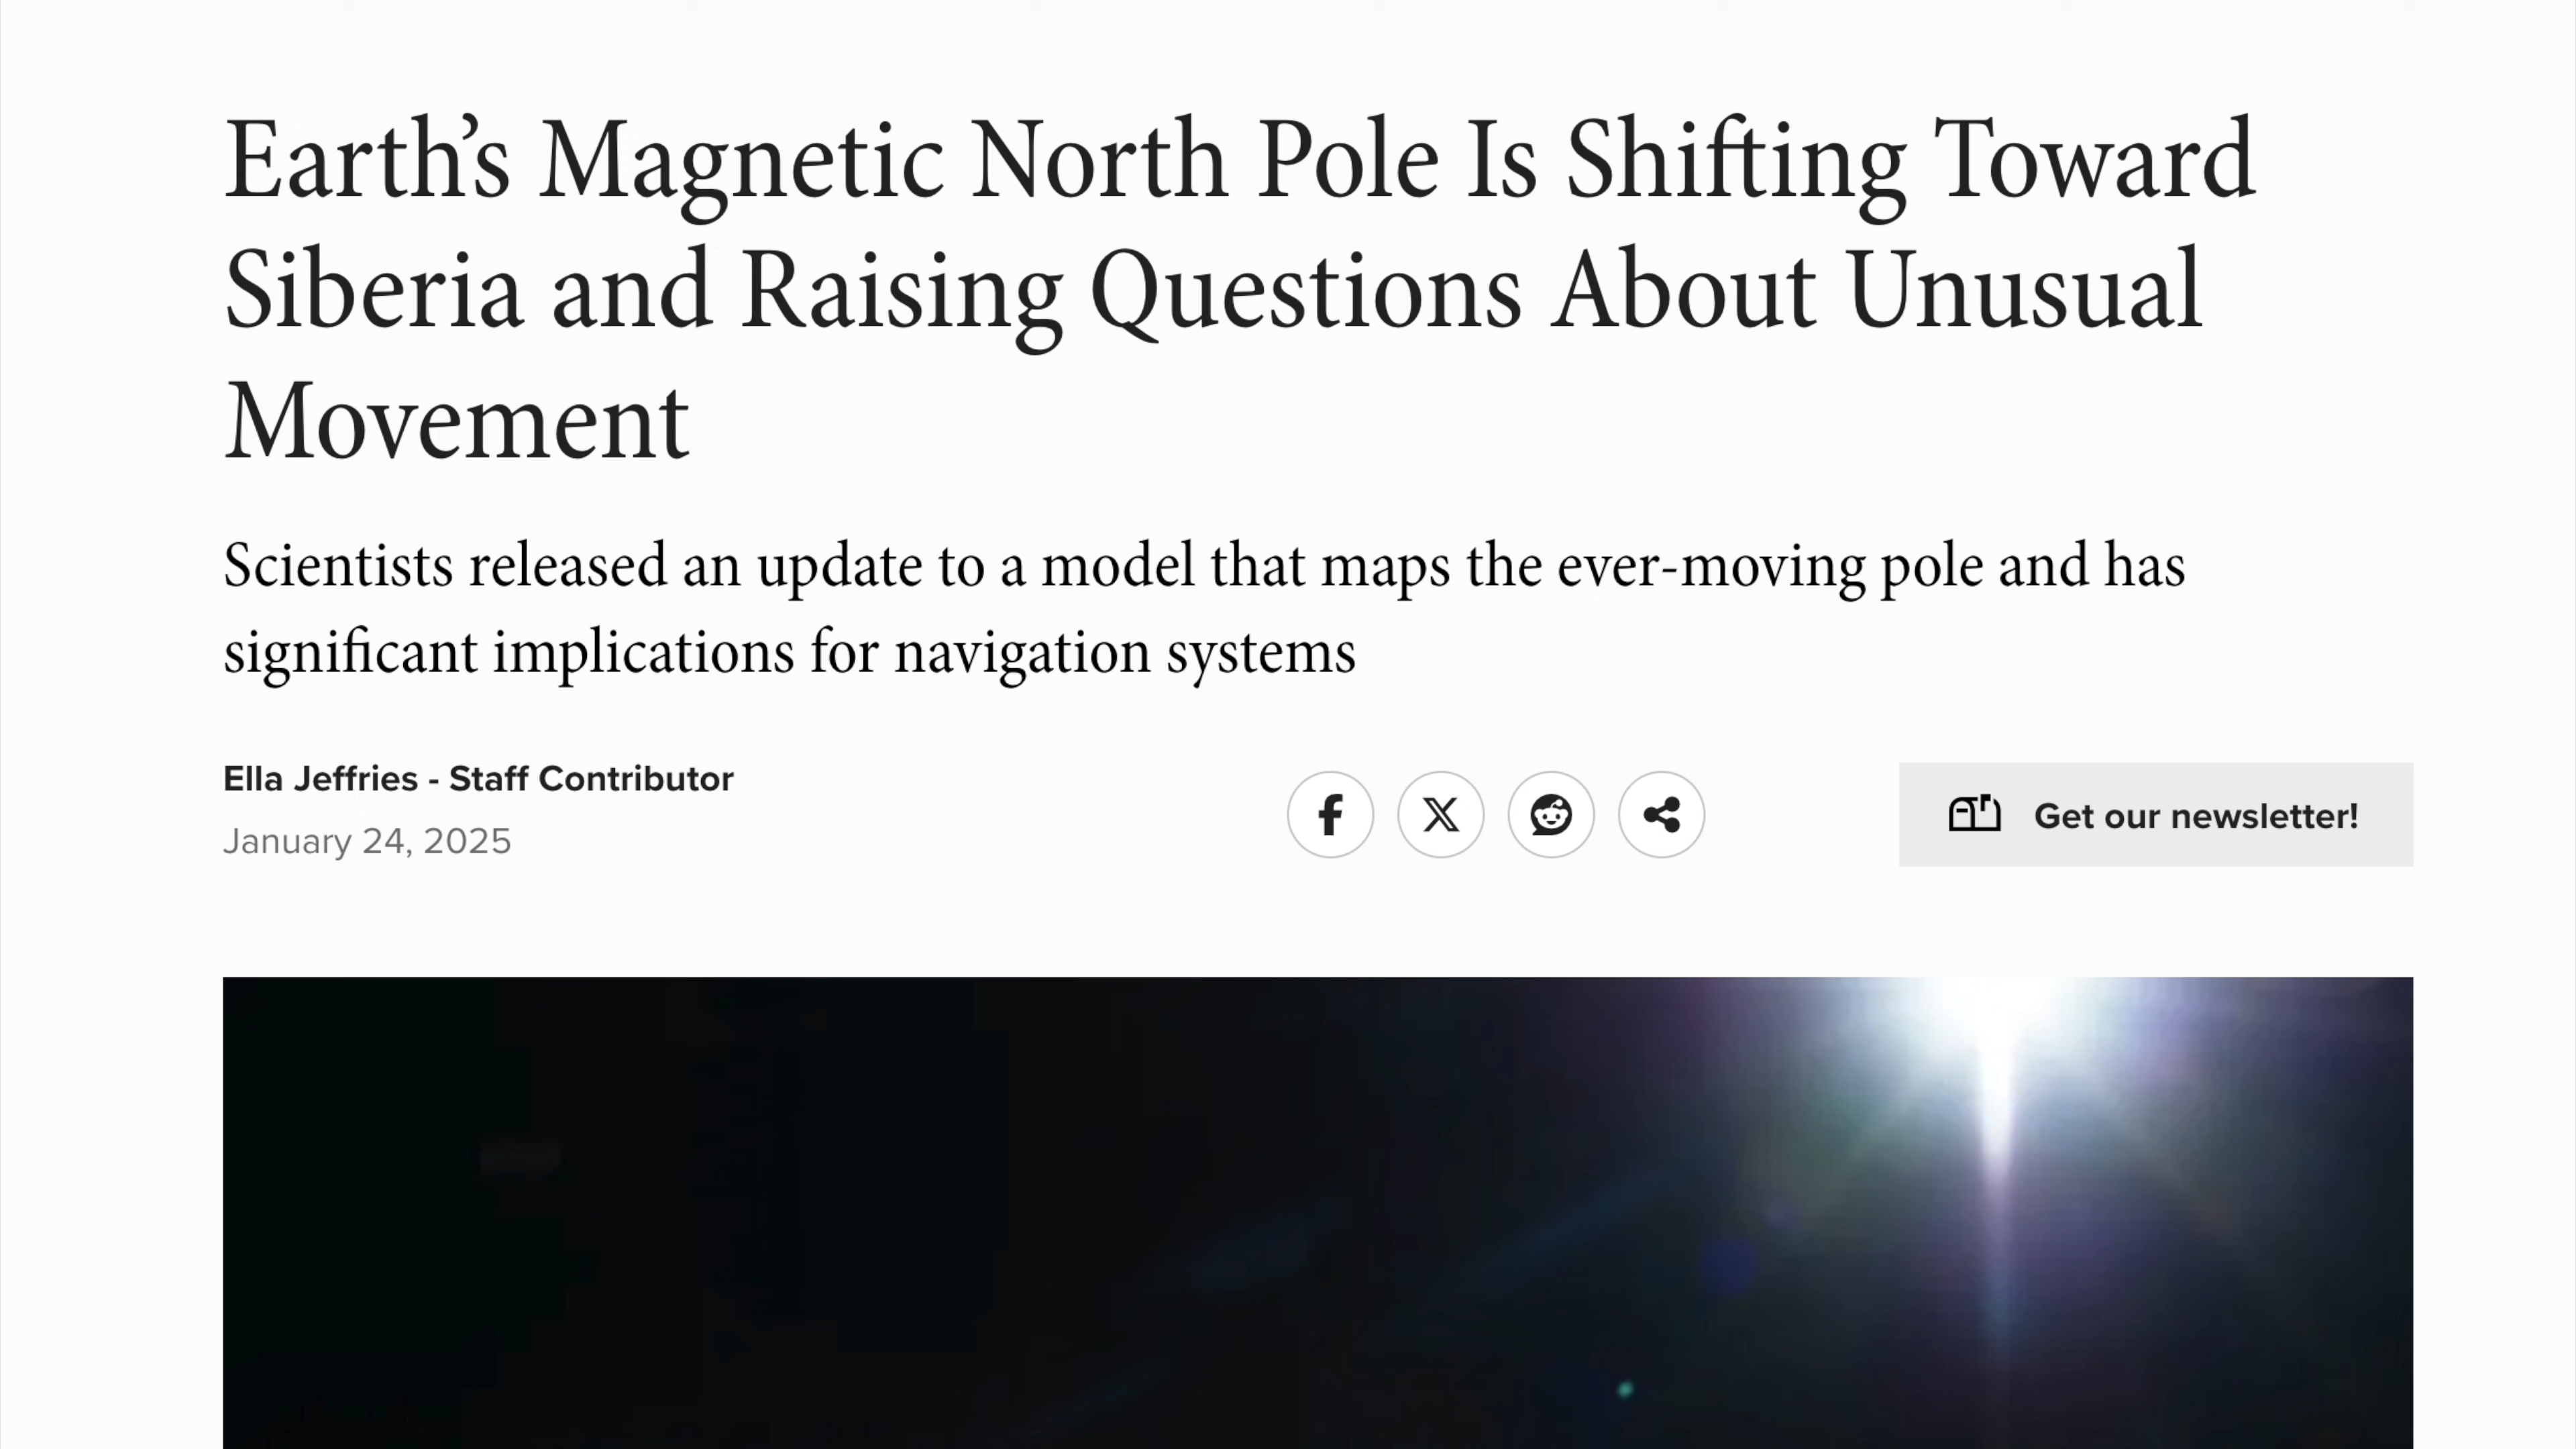 Earth’s Magnetic North Pole Is Shifting Toward
Siberia and Raising Questions About Unusual
Movement
Scientists released an update to a model that maps the ever-moving pole and has
significant implications for navigation systems
Ella Jeffries - Staff Contributor
January 24, 2025
Get our newsletter!